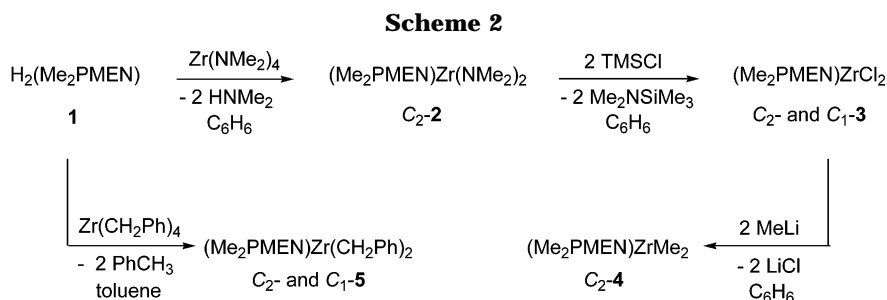 Scheme 2
H₂(Me₂PMEN) Zr(NMe₂)₄ (Me₂PMEN)Zr(NMe₂)₂ 2 TMSCl (Me₂PMEN)ZrCl₂
1 - 2 HNMe₂ C₂-2 - 2 Me₂NSiMe₃ C₂- and C₁-3
C₆H₆ C₆H₆
Zr(CH₂Ph)₄ (Me₂PMEN)Zr(CH₂Ph)₂ (Me₂PMEN)ZrMe₂ 2 MeLi
- 2 PhCH₃ C₂- and C₁-5 C₂-4 - 2 LiCl
toluene C₆H₆